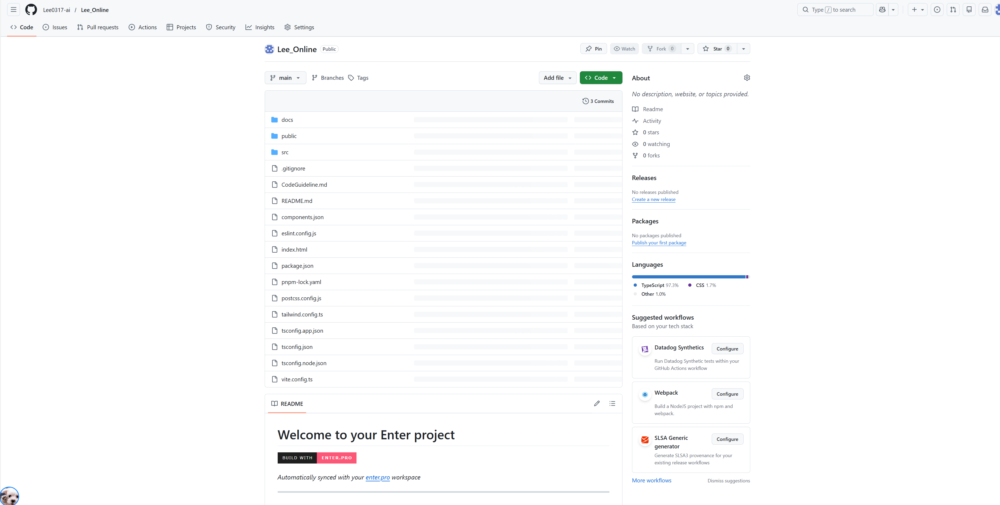 Lee0317-ai / Lee_Online
Type / to search
Code Issues Pull requests Actions Projects Security Insights Settings
Lee_Online Public
Pin Watch Fork 0 Star 0
main Branches Tags Add file Code
3 Commits
docs
public
src
.gitignore
CodeGuideline.md
README.md
components.json
eslint.config.js
index.html
package.json
pnpm-lock.yaml
postcss.config.js
tailwind.config.ts
tsconfig.app.json
tsconfig.json
tsconfig.node.json
vite.config.ts
README
Welcome to your Enter project
BUILD WITH ENTER.PRO
Automatically synced with your enter.pro workspace
About
No description, website, or topics provided.
Readme
Activity
0 stars
0 watching
0 forks
Releases
No releases published
Create a new release
Packages
No packages published
Publish your first package
Languages
TypeScript 97.3% CSS 1.7%
Other 1.0%
Suggested workflows
Based on your tech stack
Datadog Synthetics Configure
Run Datadog Synthetic tests within your
GitHub Actions workflow
Webpack Configure
Build a NodeJS project with npm and
webpack.
SLSA Generic
generator
Configure
Generate SLSA3 provenance for your
existing release workflows
More workflows Dismiss suggestions